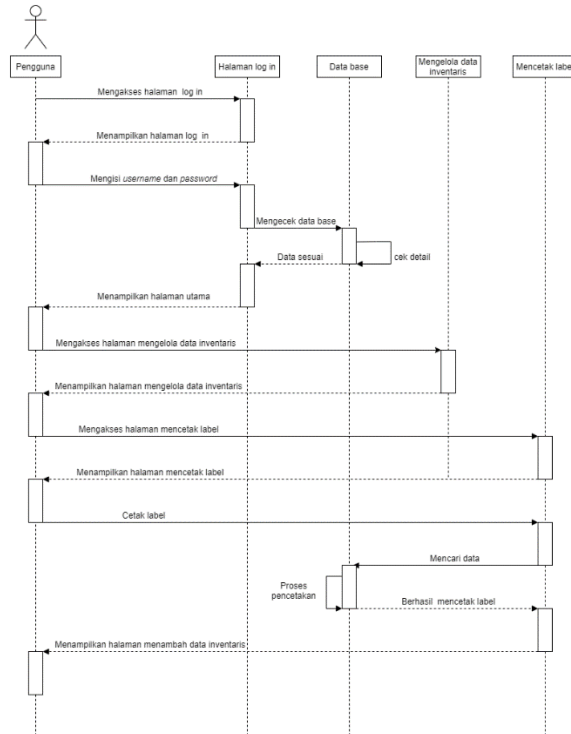 Pengguna
Halaman log in
Data base
Mengelola data
inventaris
Mencetak label
Mengakses halaman log in
Menampilkan halaman log in
Mengisi username dan password
Mengecek data base
cek detail
Data sesuai
Menampilkan halaman utama
Mengakses halaman mengelola data inventaris
Menampilkan halaman mengelola data inventaris
Mengakses halaman mencetak label
Menampilkan halaman mencetak label
Cetak label
Mencari data
Proses
pencetakan
Berhasil mencetak label
Menampilkan halaman menambah data inventaris